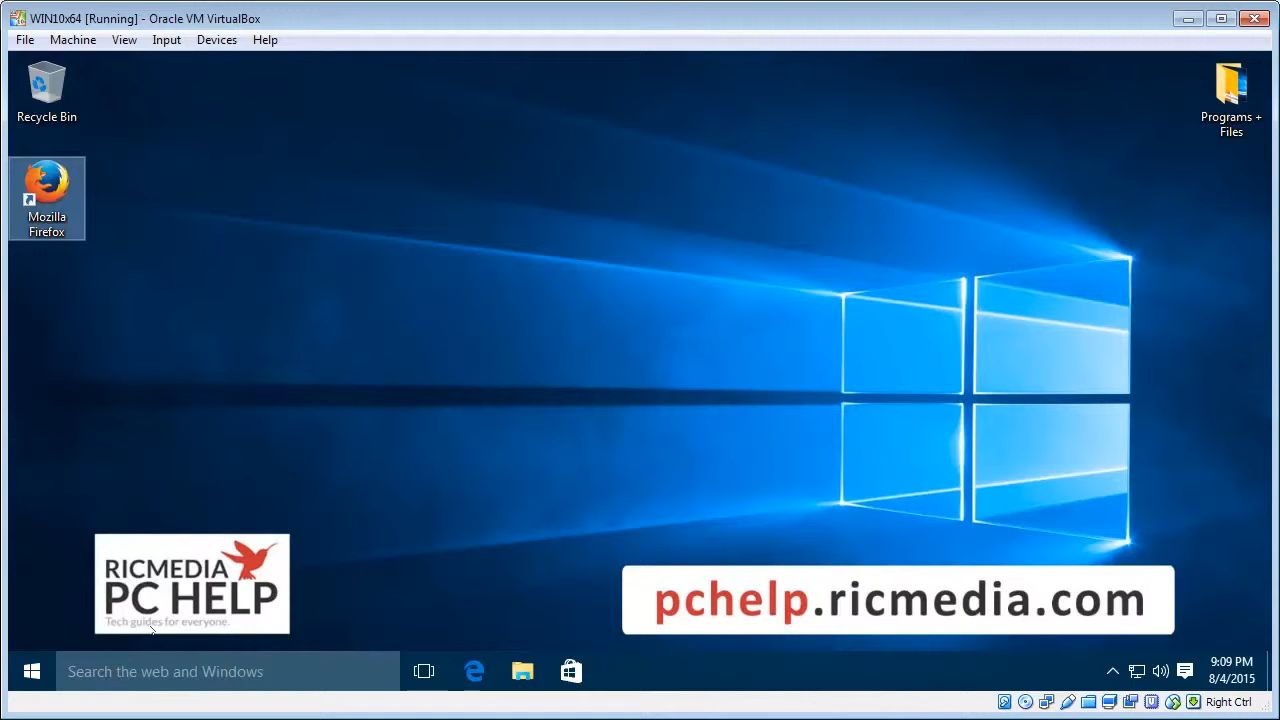 WIN10x64 [Running] - Oracle VM VirtualBox
File Machine View Input Devices Help
Recycle Bin
Programs +
Files
Mozilla
Firefox
RICMEDIA
PC HELP
Tech guides for everyone.
pchelp.ricmedia.com
Search the web and Windows
9:09 PM
8/4/2015
Right Ctrl